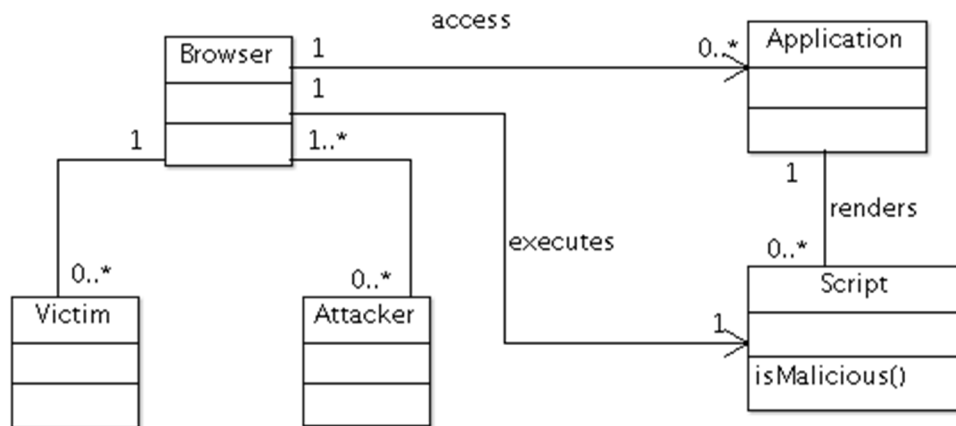 access
Browser
1
0..*
Application
1
1
1..*
1
renders
executes
0..*
0..*
0..*
Victim
Attacker
Script
1
isMalicious()